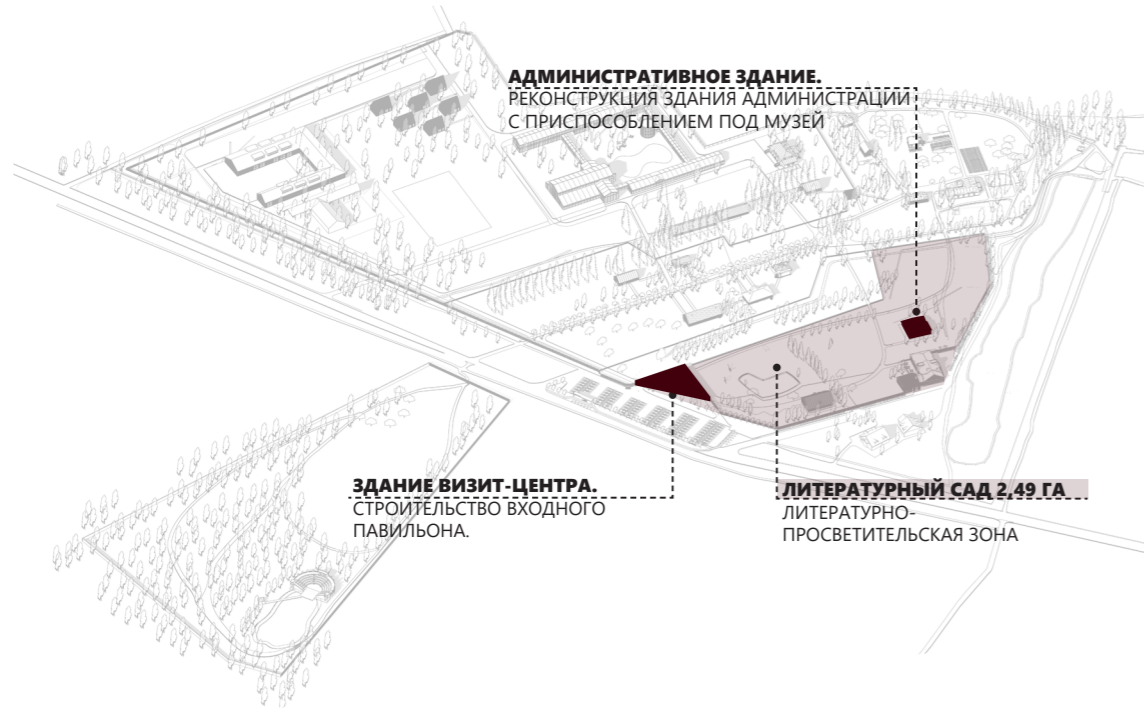 АДМИНИСТРАТИВНОЕ ЗДАНИЕ.
РЕКОНСТРУКЦИЯ ЗДАНИЯ АДМИНИСТРАЦИИ
С ПРИСПОСОБЛЕНИЕМ ПОД МУЗЕЙ
ЗДАНИЕ ВИЗИТ-ЦЕНТРА.
СТРОИТЕЛЬСТВО ВХОДНОГО
ПАВИЛЬОНА.
ЛИТЕРАТУРНЫЙ САД 2,49 ГА
ЛИТЕРАТУРНО-
ПРОСВЕТИТЕЛЬСКАЯ ЗОНА